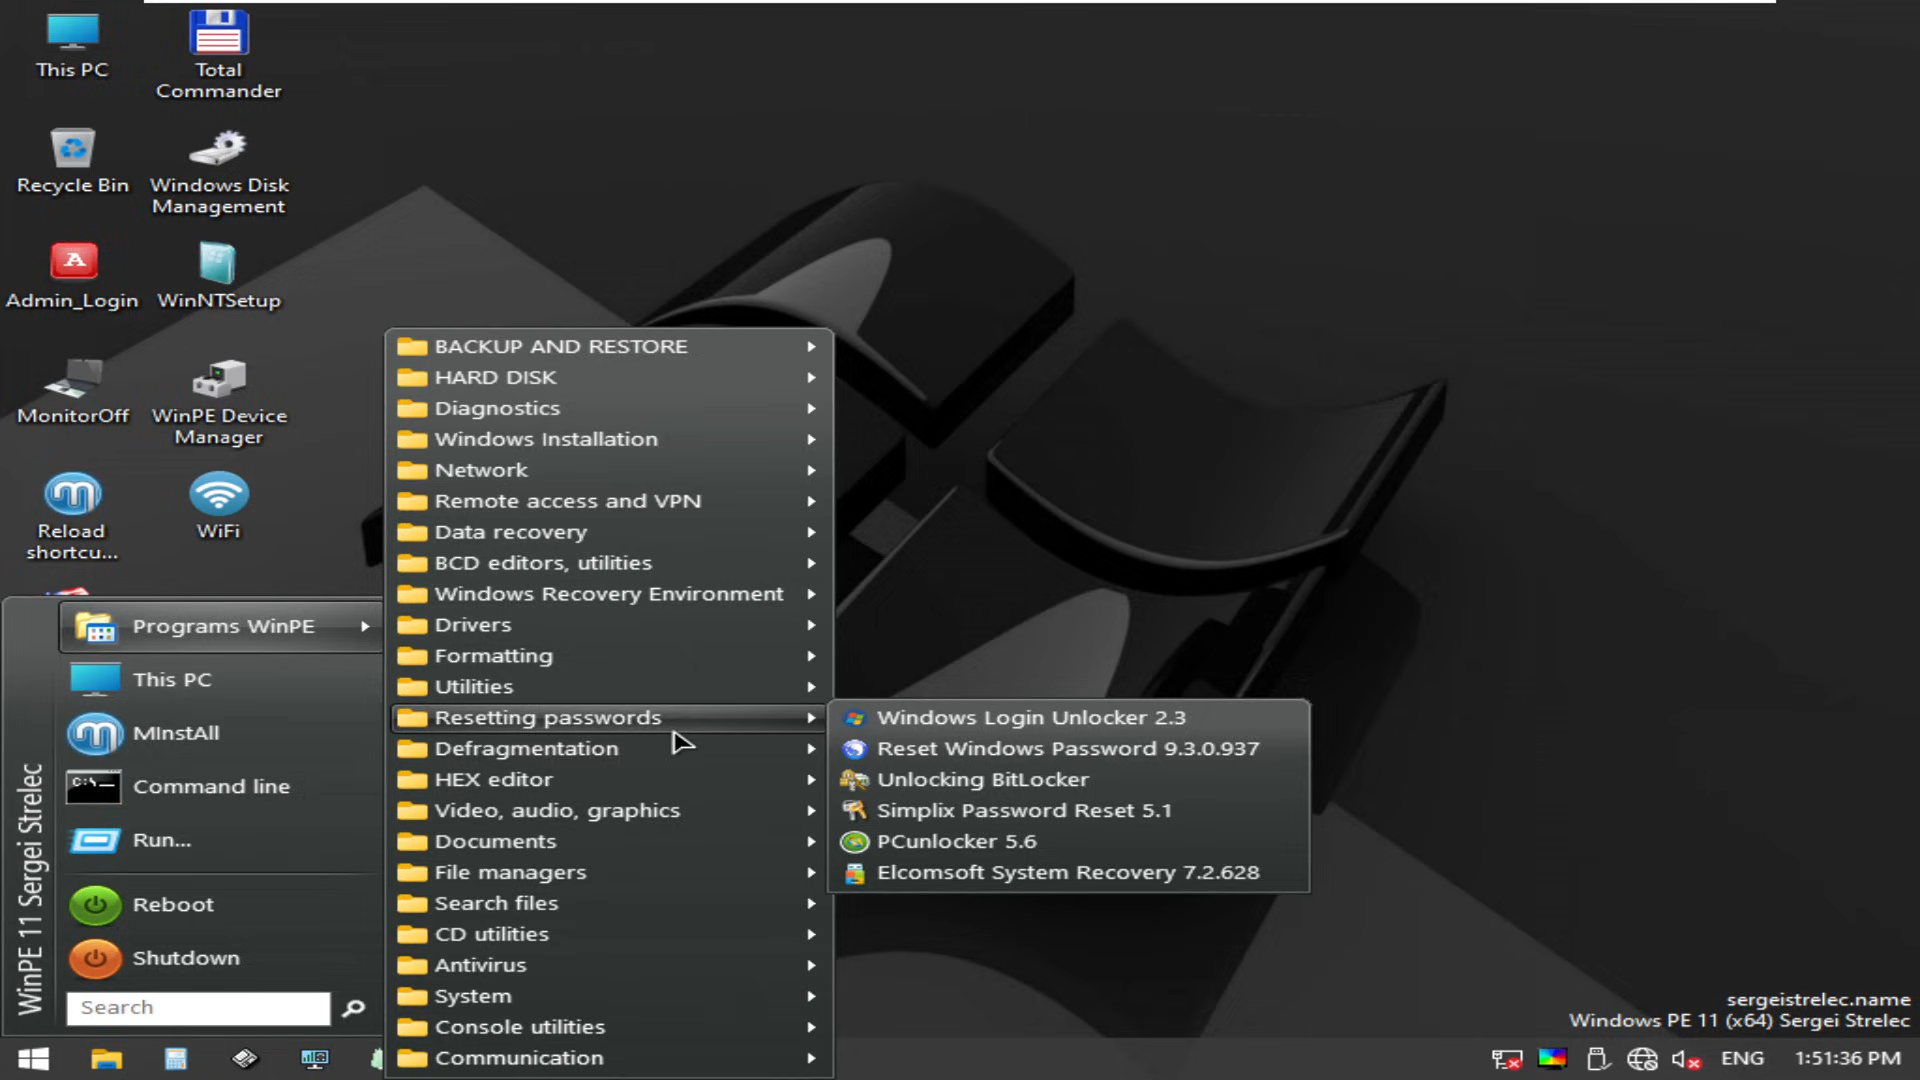 This PC
Total
Commander
Recycle Bin
Windows Disk
Management
A
Admin_Login
WinNTSetup
MonitorOff
WinPE Device
Manager
Reload
shortcu...
WiFi
WinPE 11 Sergei Strelec
Programs WinPE
This PC
MInstAll
C:\—
Command line
Run...
Reboot
Shutdown
Search
BACKUP AND RESTORE
HARD DISK
Diagnostics
Windows Installation
Network
Remote access and VPN
Data recovery
BCD editors, utilities
Windows Recovery Environment
Drivers
Formatting
Utilities
Resetting passwords
Defragmentation
HEX editor
Video, audio, graphics
Documents
File managers
Search files
CD utilities
Antivirus
System
Console utilities
Communication
Windows Login Unlocker 2.3
Reset Windows Password 9.3.0.937
Unlocking BitLocker
Simplix Password Reset 5.1
PCunlocker 5.6
Elcomsoft System Recovery 7.2.628
sergeistrelec.name
Windows PE 11 (x64) Sergei Strelec
ENG
1:51:36 PM